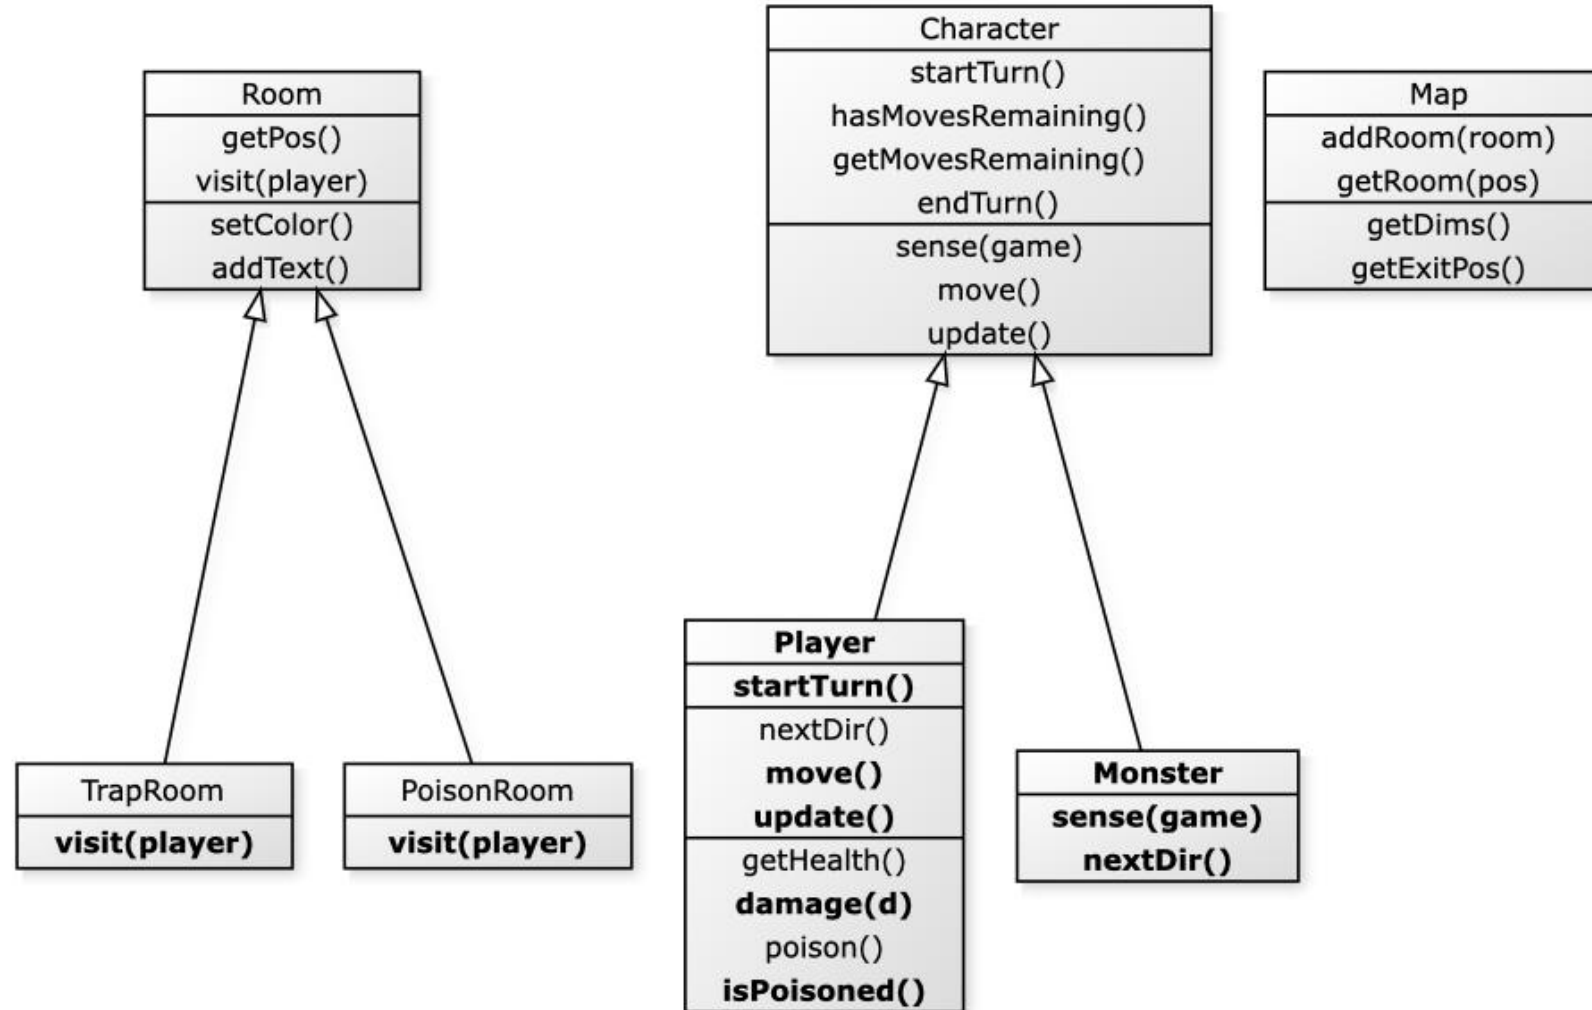 Room
getPos()
visit(player)
setColor()
addText()
Character
startTurn()
hasMovesRemaining()
getMovesRemaining()
endTurn()
sense(game)
move()
update()
Map
addRoom(room)
getRoom(pos)
getDims()
getExitPos()
TrapRoom
visit(player)
PoisonRoom
visit(player)
Player
startTurn()
nextDir()
move()
update()
getHealth()
damage(d)
poison()
isPoisoned()
Monster
sense(game)
nextDir()